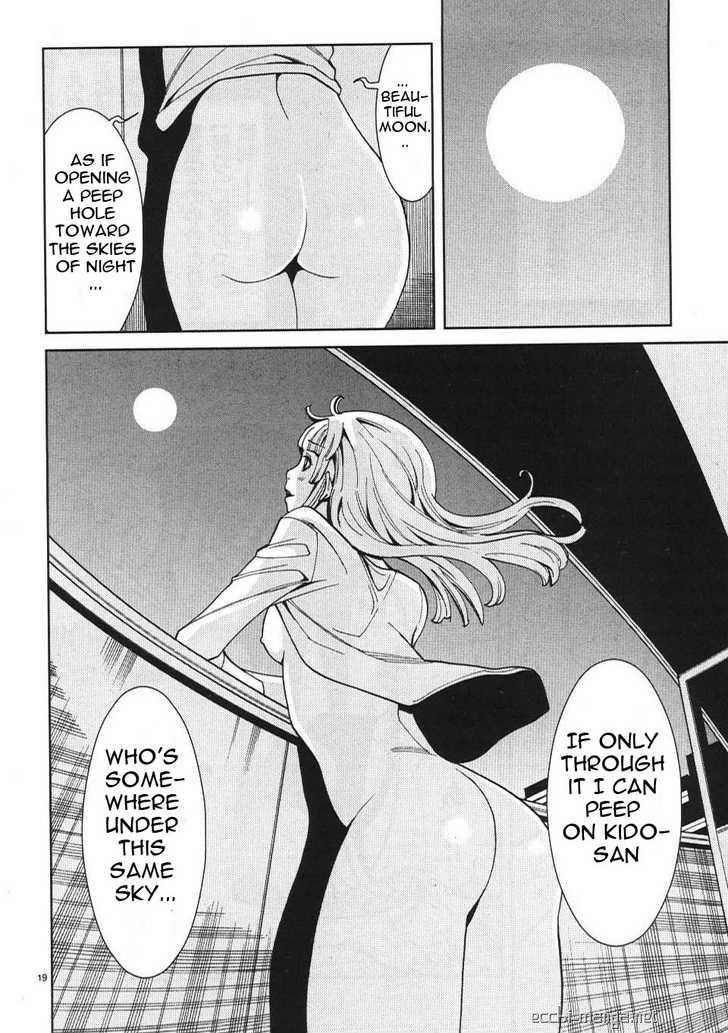 ...
BEAU-
TIFUL
MOON.
..
AS IF
OPENING
A PEEP
HOLE
TOWARD
THE SKIES
OF NIGHT
...
IF ONLY
THROUGH
IT I CAN
PEEP
ON KIDO-
SAN
WHO'S
SOME-
WHERE
UNDER
THIS
SAME
SKY...
19